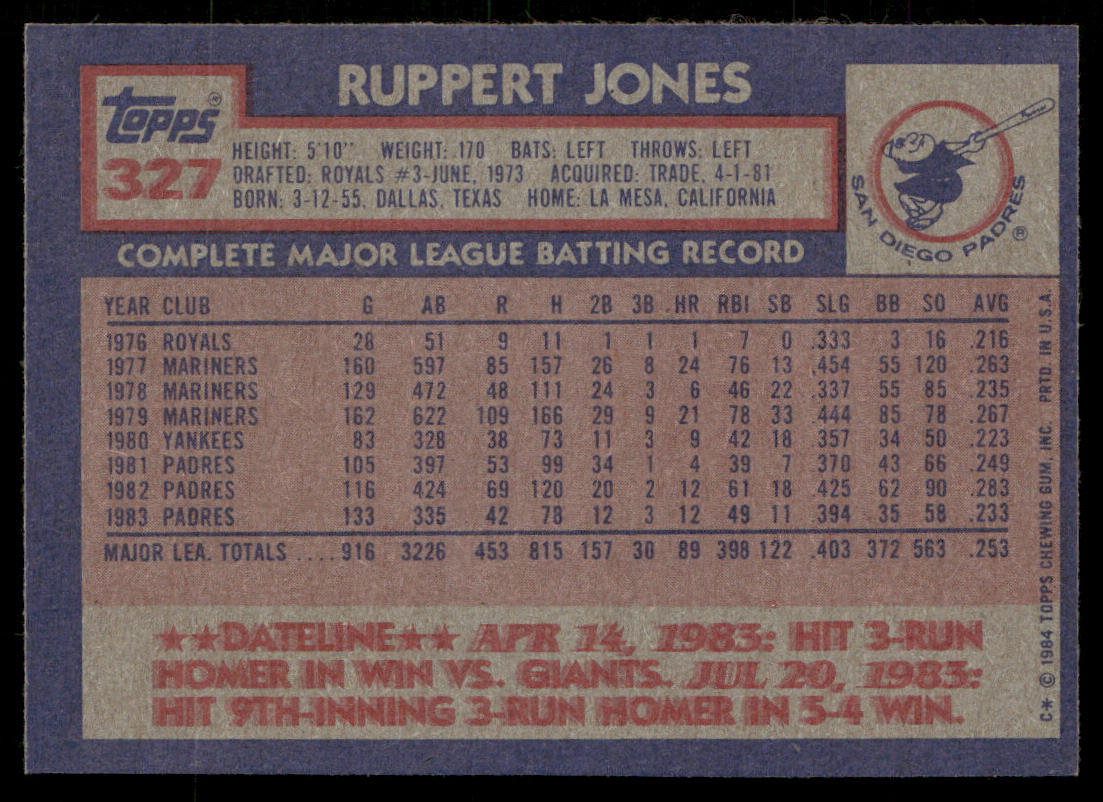 RUPPERT JONES
topps®
327
HEIGHT: 5'10" WEIGHT: 170 BATS: LEFT THROWS: LEFT
DRAFTED: ROYALS #3-JUNE, 1973 ACQUIRED: TRADE, 4-1-81
BORN: 3-12-55, DALLAS, TEXAS HOME: LA MESA, CALIFORNIA
SAN DIEGO PADRES ®
COMPLETE MAJOR LEAGUE BATTING RECORD
YEAR CLUB G AB R H 2B 3B HR RBI SB SLG BB SO AVG
1976 ROYALS 28 51 9 11 1 1 1 7 0 .333 3 16 .216
1977 MARINERS 160 597 85 157 26 8 24 76 13 .454 55 120 .263
1978 MARINERS 129 472 48 111 24 3 6 46 22 .337 55 85 .235
1979 MARINERS 162 622 109 166 29 9 21 78 33 .444 85 78 .267
1980 YANKEES 83 328 38 73 11 3 9 42 18 .357 34 50 .223
1981 PADRES 105 397 53 99 34 1 4 39 7 .370 43 66 .249
1982 PADRES 116 424 69 120 20 2 12 61 18 .425 62 90 .283
1983 PADRES 133 335 42 78 12 3 12 49 11 .394 35 58 .233
MAJOR LEA. TOTALS ....916 3226 453 815 157 30 89 398 122 .403 372 563 .253
★★DATELINE★★ APR 14, 1983: HIT 3-RUN
HOMER IN WIN VS. GIANTS. JUL 20, 1983:
HIT 9TH-INNING 3-RUN HOMER IN 5-4 WIN.
C* © 1984 TOPPS CHEWING GUM, INC. PRTD. IN U.S.A.